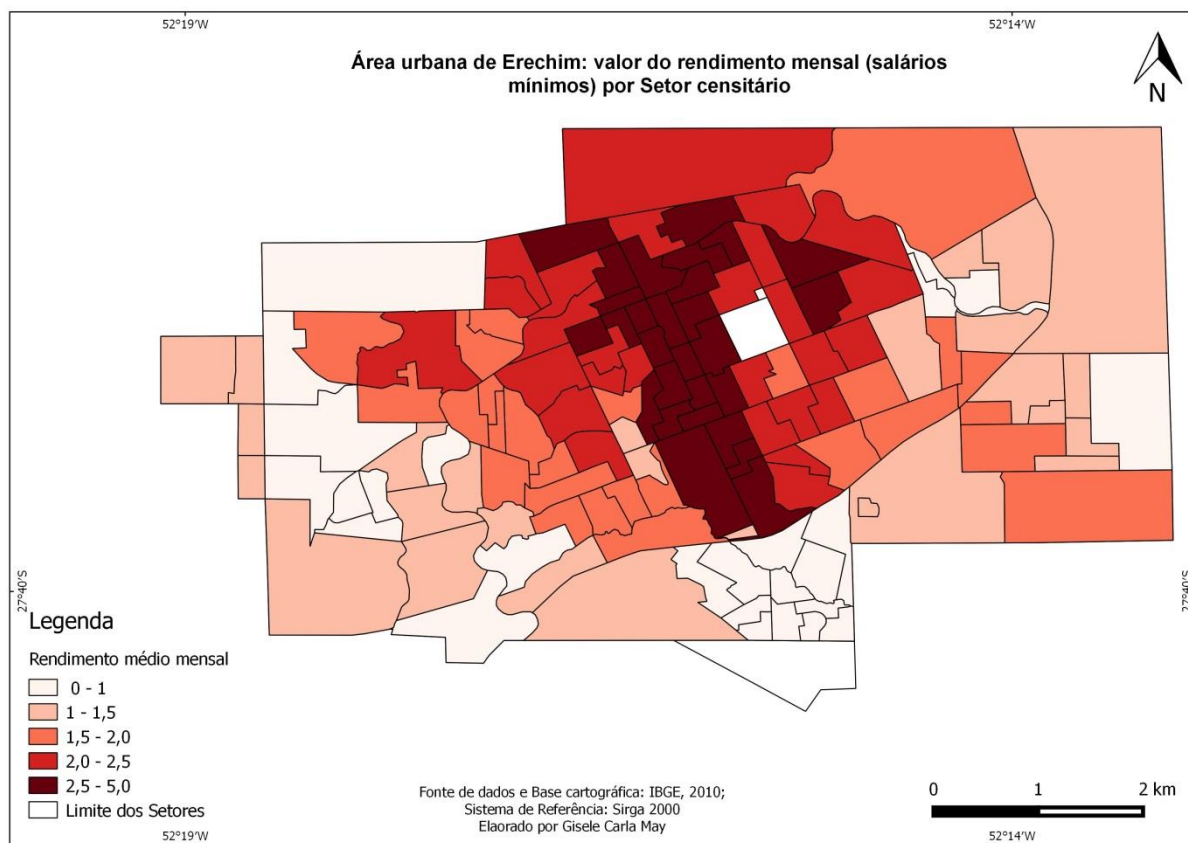 52°19'W
52°14'W
Área urbana de Erechim: valor do rendimento mensal (salários
mínimos) por Setor censitário
N
27°40'S
27°40'S
Legenda
Rendimento médio mensal
0 - 1
1 - 1,5
1,5 - 2,0
2,0 - 2,5
2,5 - 5,0
Limite dos Setores
Fonte de dados e Base cartográfica: IBGE, 2010;
Sistema de Referência: Sirga 2000
Elaorado por Gisele Carla May
0 1 2 km
52°19'W
52°14'W